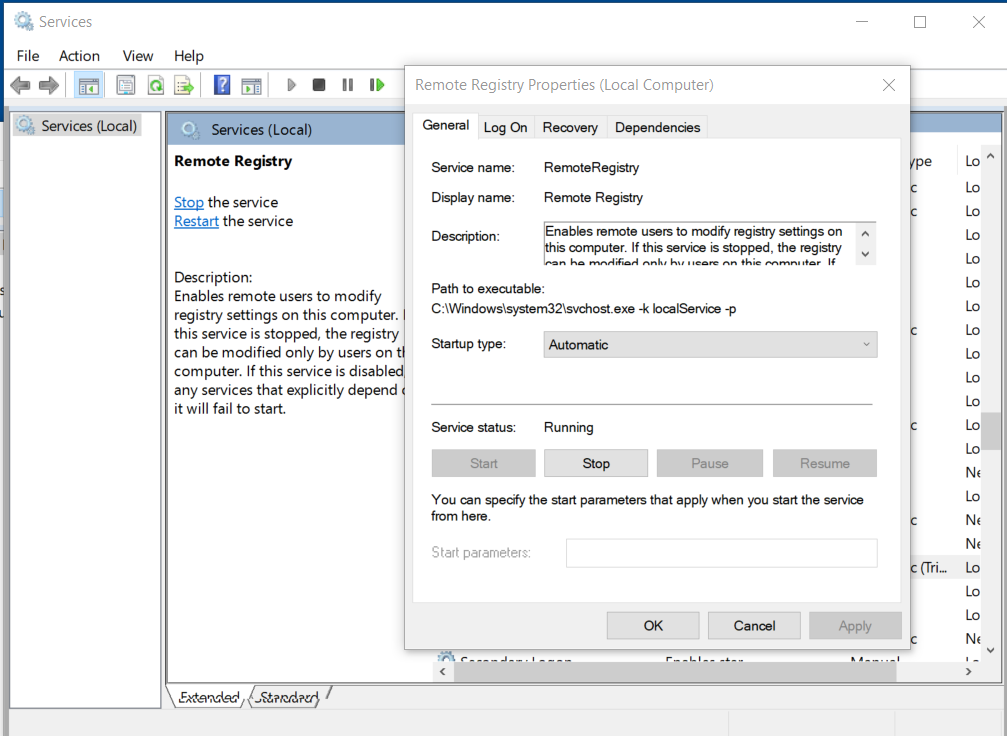 Services
File Action View Help
Services (Local)
Services (Local)
Remote Registry
Stop the service
Restart the service
Description:
Enables remote users to modify
registry settings on this computer.
this service is stopped, the registry
can be modified only by users on
computer. If this service is disabled
any services that explicitly depend
it will fail to start.
Remote Registry Properties (Local Computer)
General Log On Recovery Dependencies
Service name: RemoteRegistry
Display name: Remote Registry
Description: Enables remote users to modify registry settings on
this computer. If this service is stopped, the registry
can be modified only by users on this computer. If
Path to executable:
C:\Windows\system32\svchost.exe -k localService -p
Startup type: Automatic
Service status: Running
Start Stop Pause Resume
You can specify the start parameters that apply when you start the service
from here.
Start parameters:
OK Cancel Apply
ype Lo
c Lo
c Lo
Lo
Lo
Lo
c Lo
Lo
Lo
Lo
c Lo
Lo
Ne
Lo
c Ne
Ne
c (Tri... Lo
Lo
Lo
c Ne
Secondary Logon Enables star Manual Lo
Extended Standard